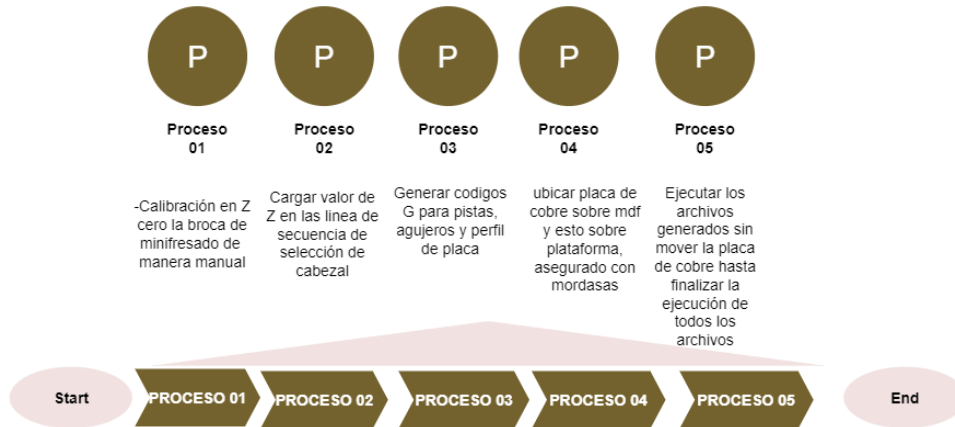 P
P
P
P
P
Proceso
01
Proceso
02
Proceso
03
Proceso
04
Proceso
05
-Calibración en Z
cero la broca de
minifresado de
manera manual
Cargar valor de
Z en las linea de
secuencia de
selección de
cabezal
Generar codigos
G para pistas,
agujeros y perfil
de placa
ubicar placa de
cobre sobre mdf
y esto sobre
plataforma,
asegurado con
mordasas
Ejecutar los
archivos
generados sin
mover la placa
de cobre hasta
finalizar la
ejecución de
todos los
archivos
Start
PROCESO 01
PROCESO 02
PROCESO 03
PROCESO 04
PROCESO 05
End